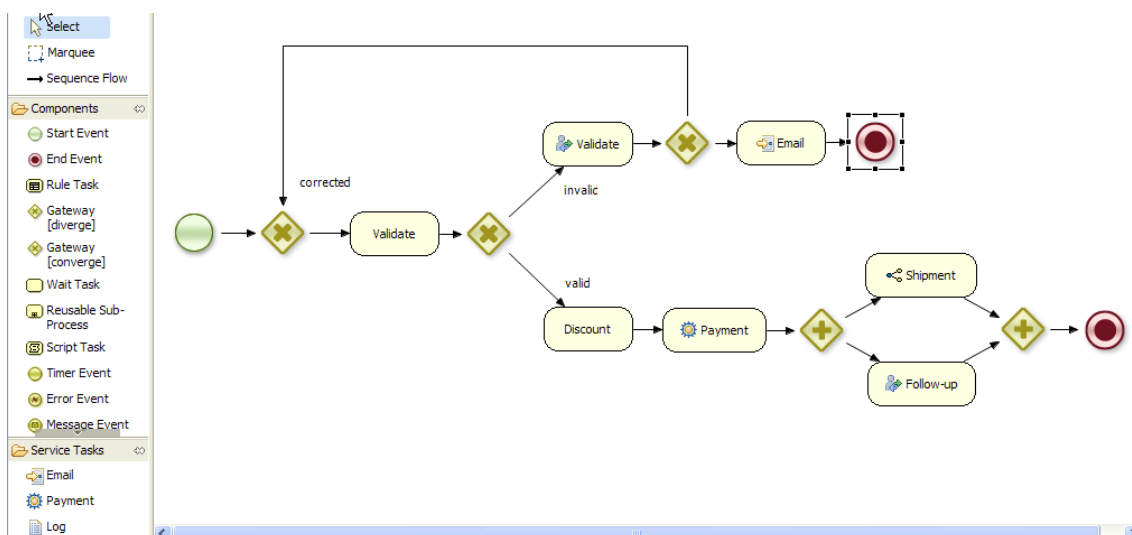 Select
Marquee
Sequence Flow
Components
Start Event
End Event
Rule Task
Gateway
[diverge]
Gateway
[converge]
Wait Task
Reusable Sub-
Process
Script Task
Timer Event
Error Event
Message Event
Service Tasks
Email
Payment
Log
corrected
Validate
Validate
invalic
Email
valid
Discount
Payment
Shipment
Follow-up